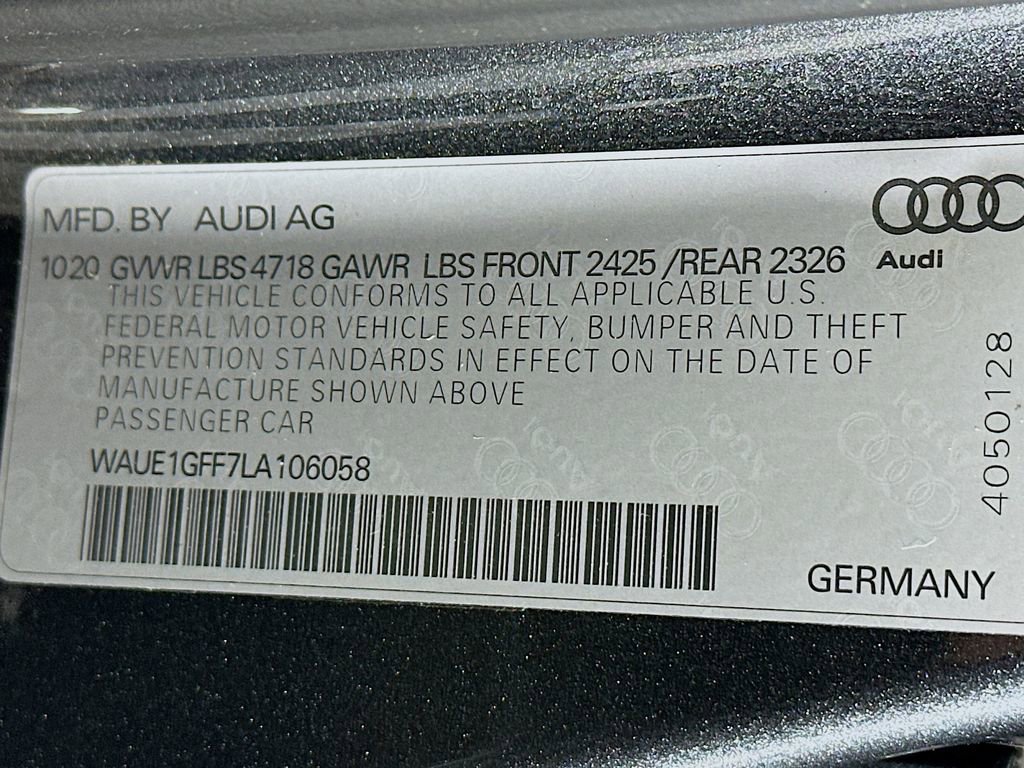 MFD. BY AUDI AG
Audi
1020 GVWR LBS 4718 GAWR LBS FRONT 2425 /REAR 2326
THIS VEHICLE CONFORMS TO ALL APPLICABLE U.S.
FEDERAL MOTOR VEHICLE SAFETY, BUMPER AND THEFT
PREVENTION STANDARDS IN EFFECT ON THE DATE OF
MANUFACTURE SHOWN ABOVE
PASSENGER CAR
WAUE1GFF7LA106058
4050128
GERMANY